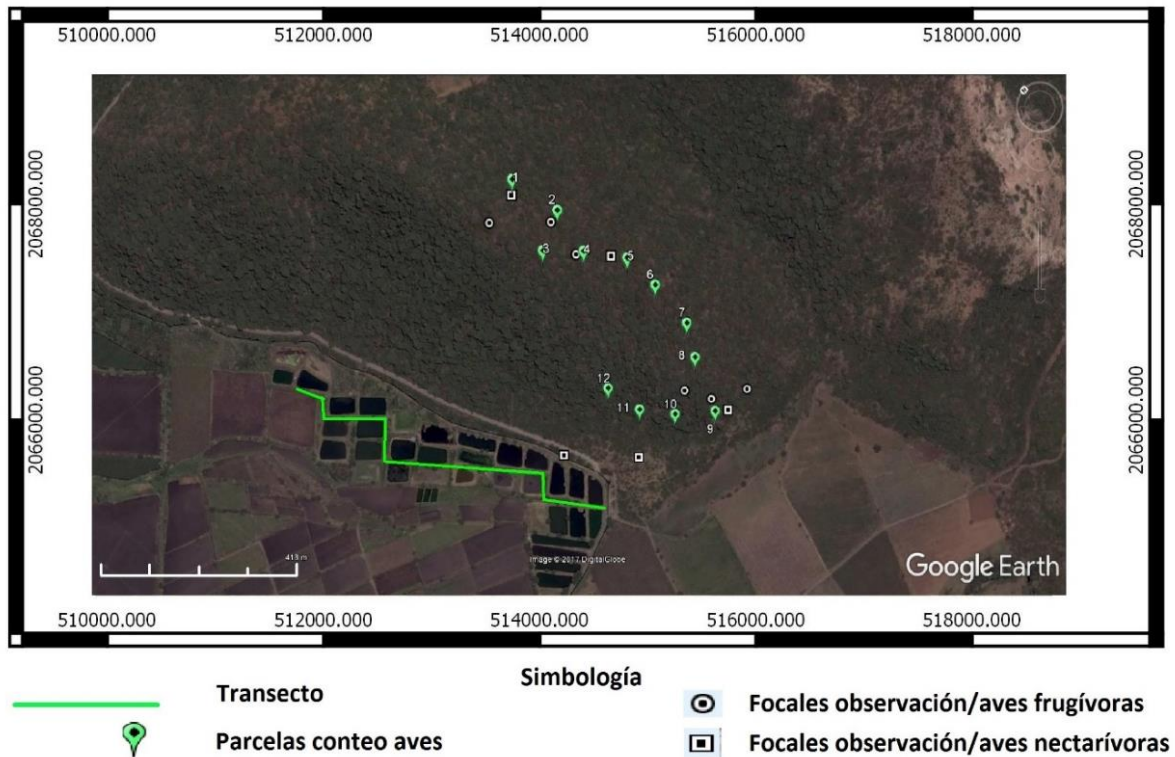 510000.000 512000.000 514000.000 516000.000 518000.000
2068000.000
2068000.000
2066000.000
2066000.000
1
2
3
4
5
6
7
8
12
11
10
9
413 m
Image © 2017 DigitalGlobe
Google Earth
510000.000 512000.000 514000.000 516000.000 518000.000
Simbología
Transecto
Parcelas conteo aves
Focales observación/aves frugívoras
Focales observación/aves nectarívoras